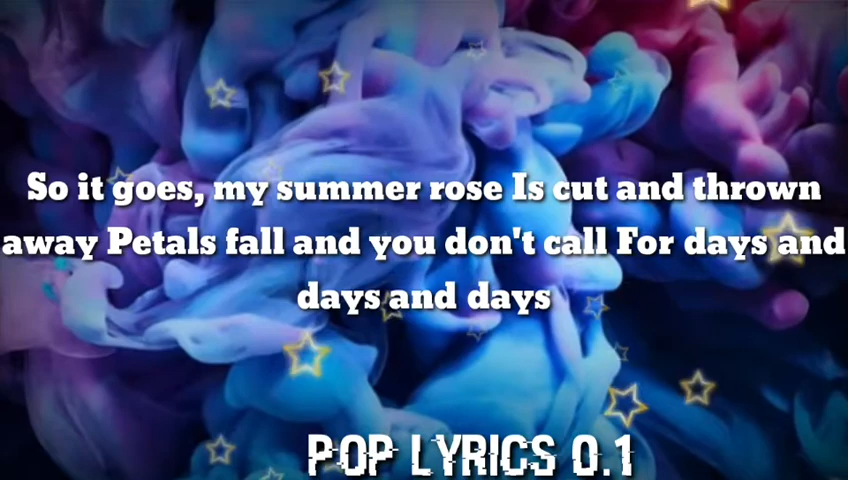 So it goes, my summer rose Is cut and thrown
away Petals fall and you don't call For days and
days and days
POP LYRICS 0.1